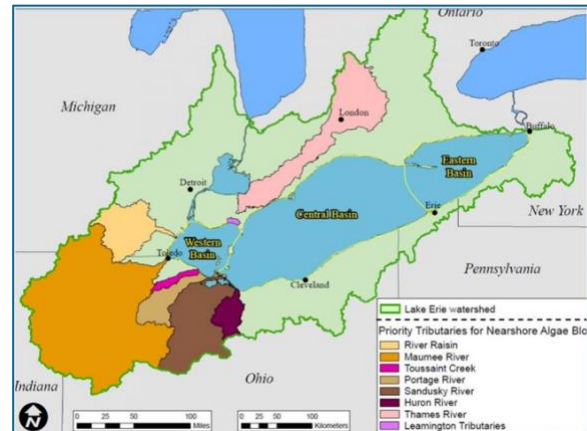 Ontario
Toronto
Michigan
London
Buffalo
Eastern
Basin
Detroit
Central Basin
Erie
New York
Western
Basin
Toledo
Cleveland
Pennsylvania
Indiana
Ohio
N
0 25 50 100
Miles
0 25 50 100
Kilometers
Lake Erie watershed
Priority Tributaries for Nearshore Algae Blo
River Raisin
Maumee River
Toussaint Creek
Portage River
Sandusky River
Huron River
Thames River
Leamington Tributaries